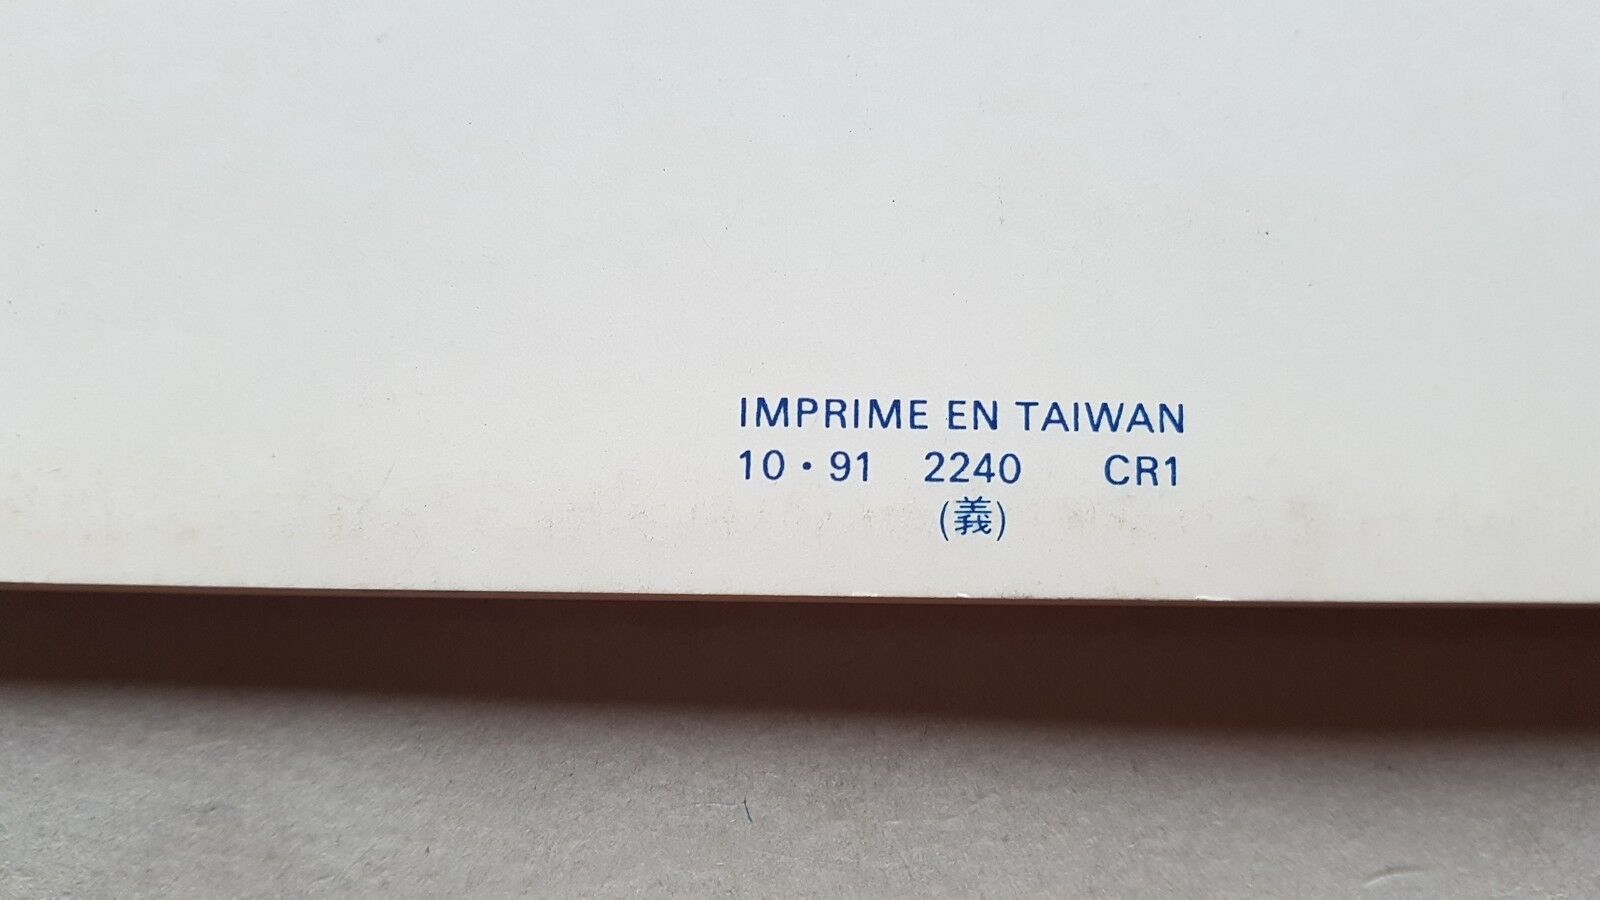 IMPRIME EN TAIWAN
10・91 2240 CR1
(義)